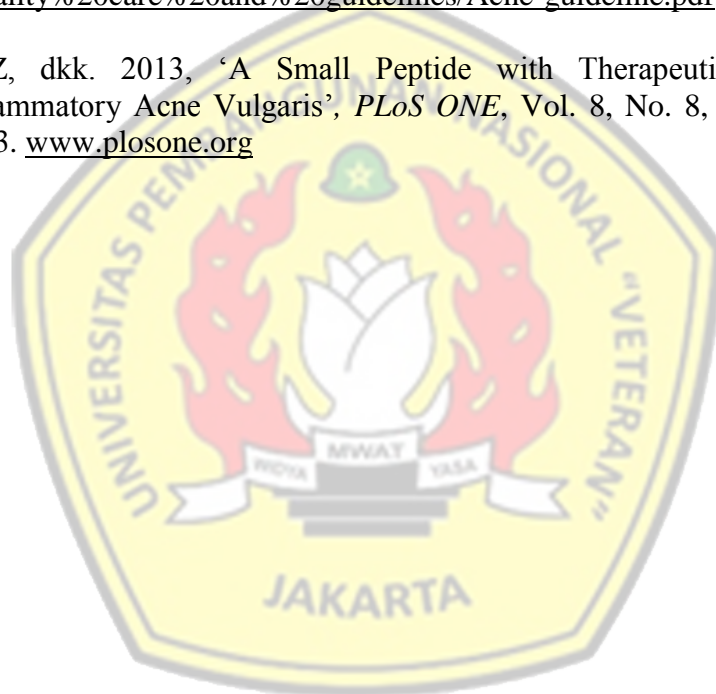 ality%20care%20and%20guidelines/Acne-guideline.pdf
Z, dkk. 2013, ‘A Small Peptide with Therapeuti
ammatory Acne Vulgaris’, PLoS ONE, Vol. 8, No. 8,
3. www.plosone.org
UNIVERSITAS PEMBANGUNAN NASIONAL “VETERAN”
WIDYA MWAT YASA
JAKARTA